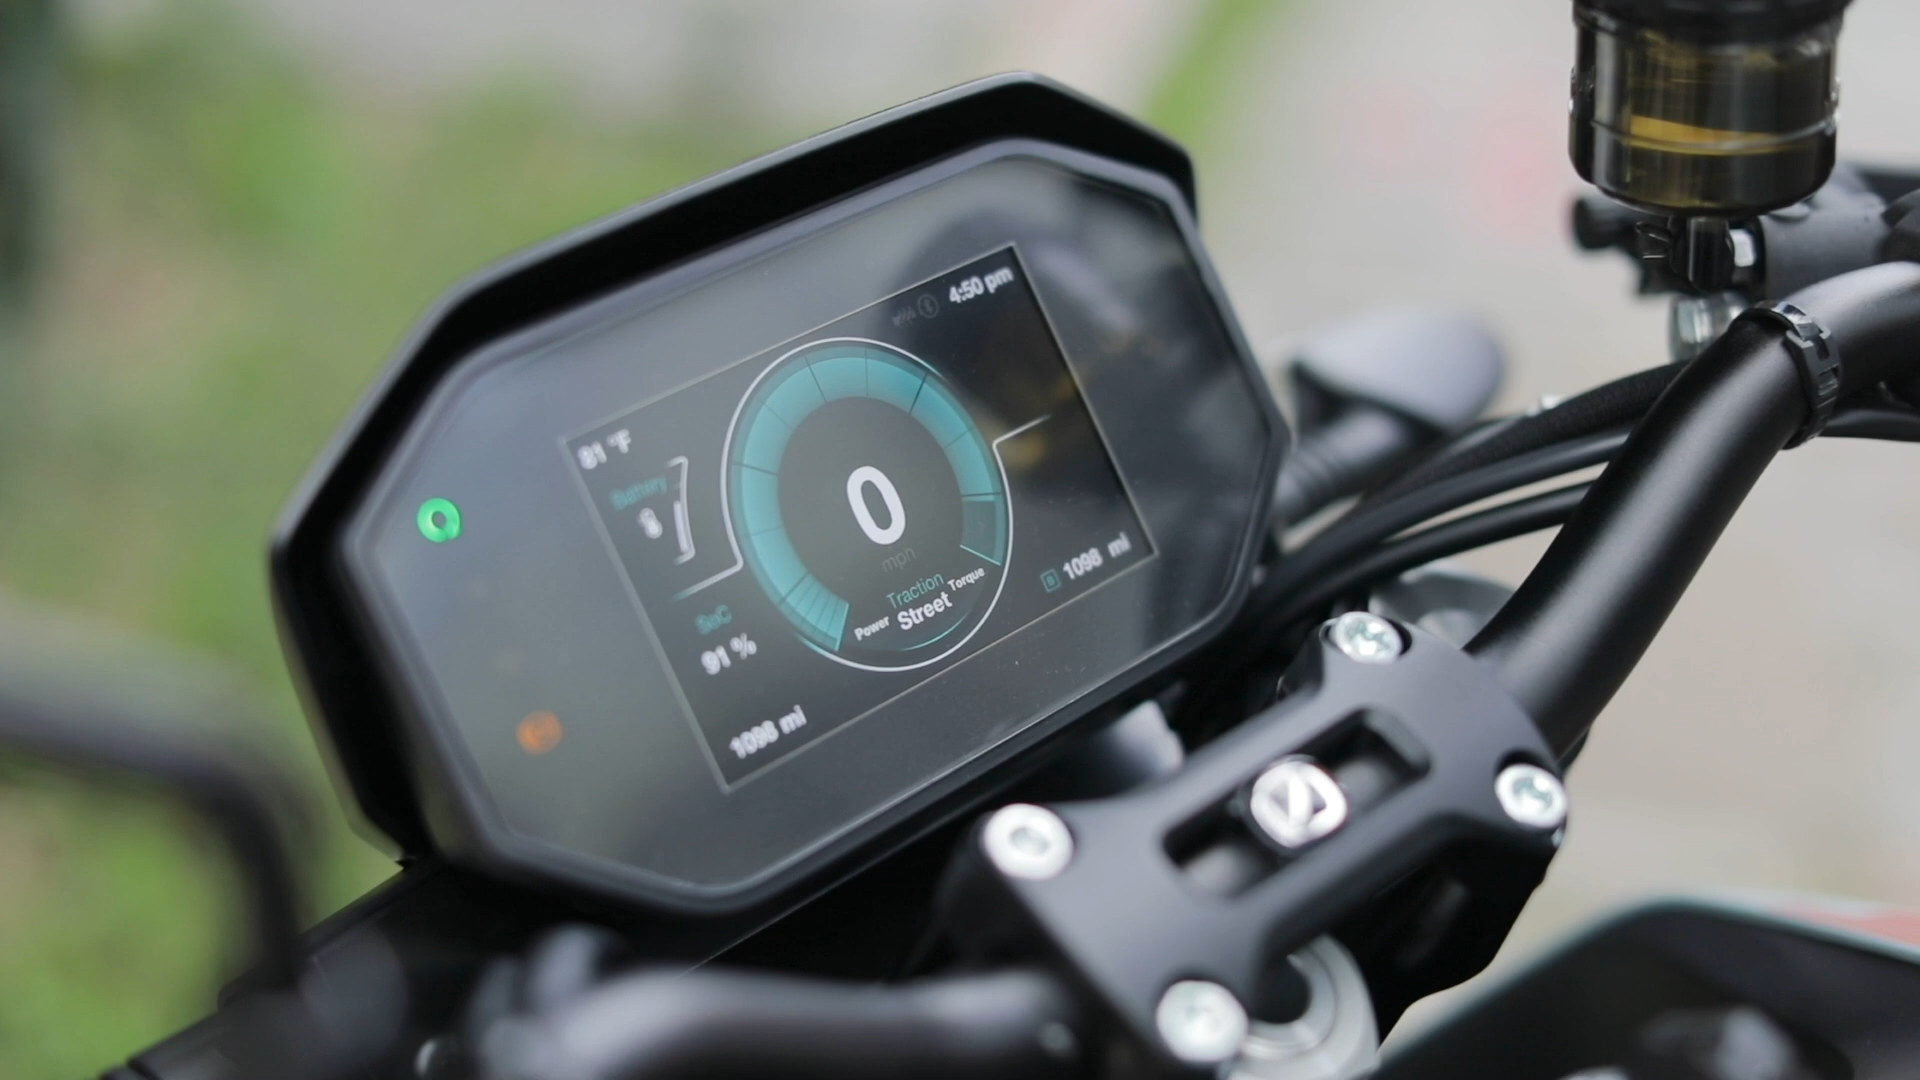 4:50 pm
81 °F
Battery
0
mph
Traction
Power Street Torque
SoC
91 %
1098 mi
1098 mi